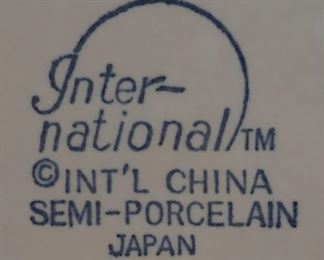 Inter-
national TM
© INT'L CHINA
SEMI-PORCELAIN
JAPAN